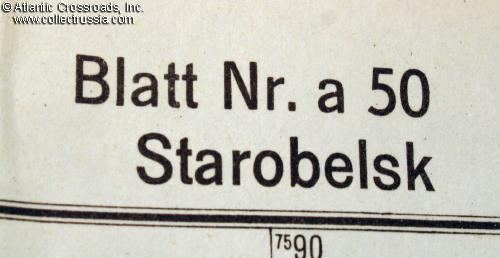 © Atlantic Crossroads, Inc.
www.collectrussia.com
Blatt Nr. a 50
Starobelsk
7590